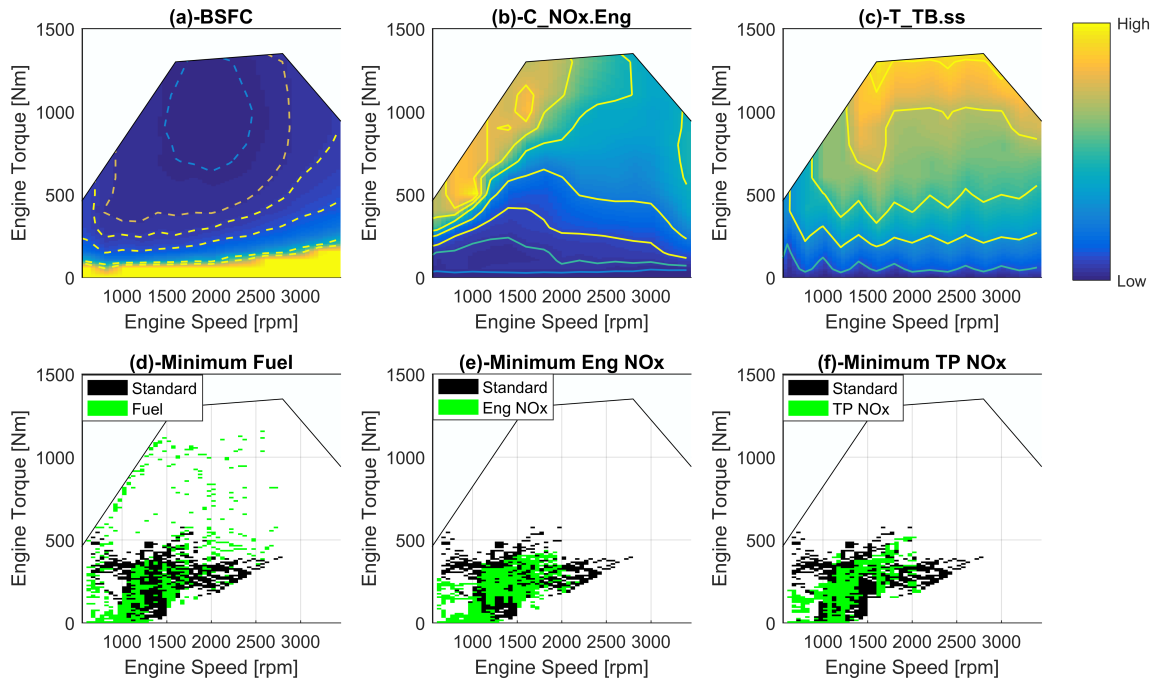 (a)-BSFC
(b)-C_NOx.Eng
(c)-T_TB.ss
1500
1000
500
0
Engine Torque [Nm]
1000 1500 2000 2500 3000
Engine Speed [rpm]
1500
1000
500
0
Engine Torque [Nm]
1000 1500 2000 2500 3000
Engine Speed [rpm]
1500
1000
500
0
Engine Torque [Nm]
1000 1500 2000 2500 3000
Engine Speed [rpm]
High
Low
(d)-Minimum Fuel
(e)-Minimum Eng NOx
(f)-Minimum TP NOx
1500
1000
500
0
Engine Torque [Nm]
Standard
Fuel
1000 1500 2000 2500 3000
Engine Speed [rpm]
1500
1000
500
0
Engine Torque [Nm]
Standard
Eng NOx
1000 1500 2000 2500 3000
Engine Speed [rpm]
1500
1000
500
0
Engine Torque [Nm]
Standard
TP NOx
1000 1500 2000 2500 3000
Engine Speed [rpm]